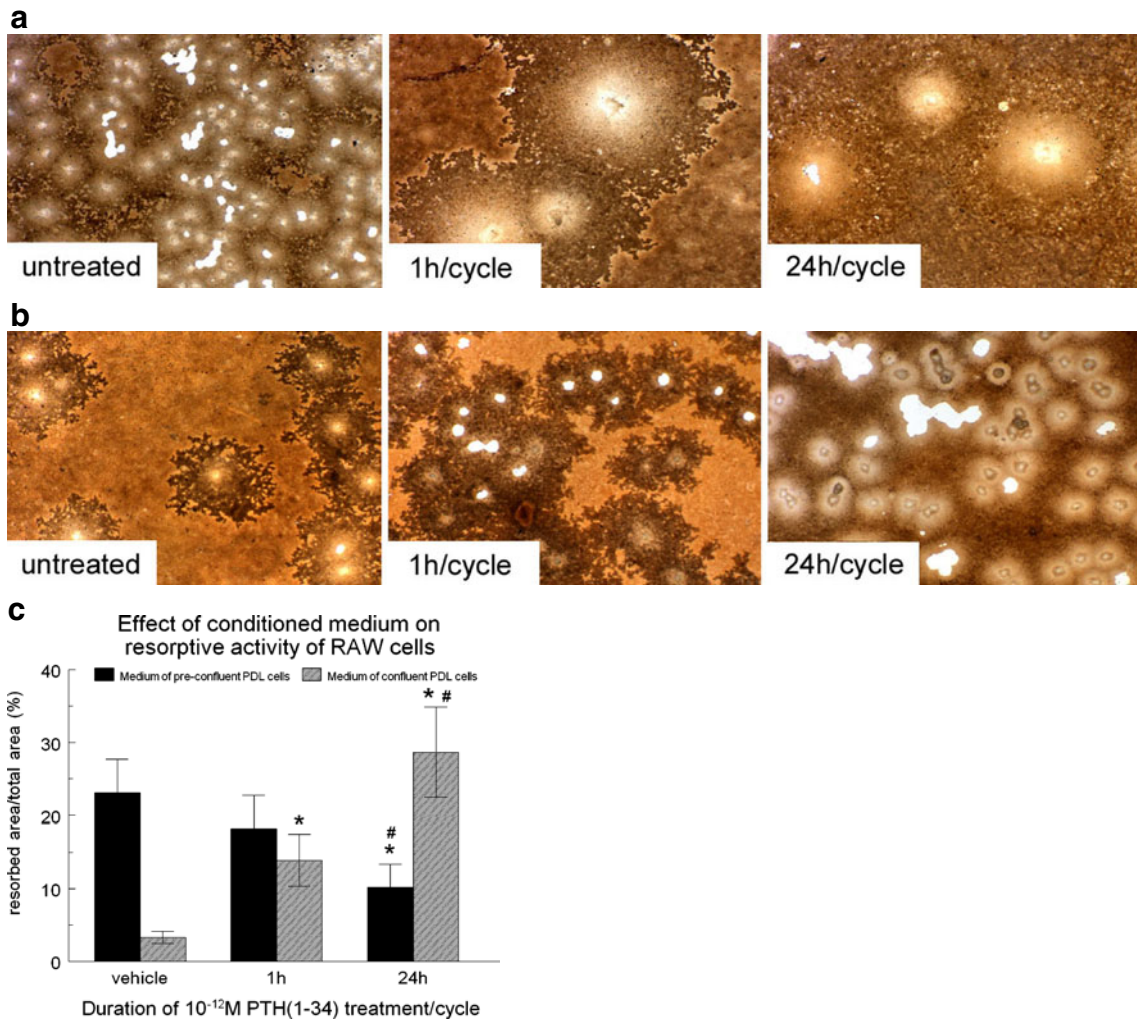 a
untreated
1h/cycle
24h/cycle
b
untreated
1h/cycle
24h/cycle
c
Effect of conditioned medium on
resorptive activity of RAW cells
Medium of pre-confluent PDL cells
Medium of confluent PDL cells
resorbed area/total area (%)
40
30
20
10
0
*
#
*
* #
vehicle
1h
24h
Duration of 10⁻¹²M PTH(1-34) treatment/cycle